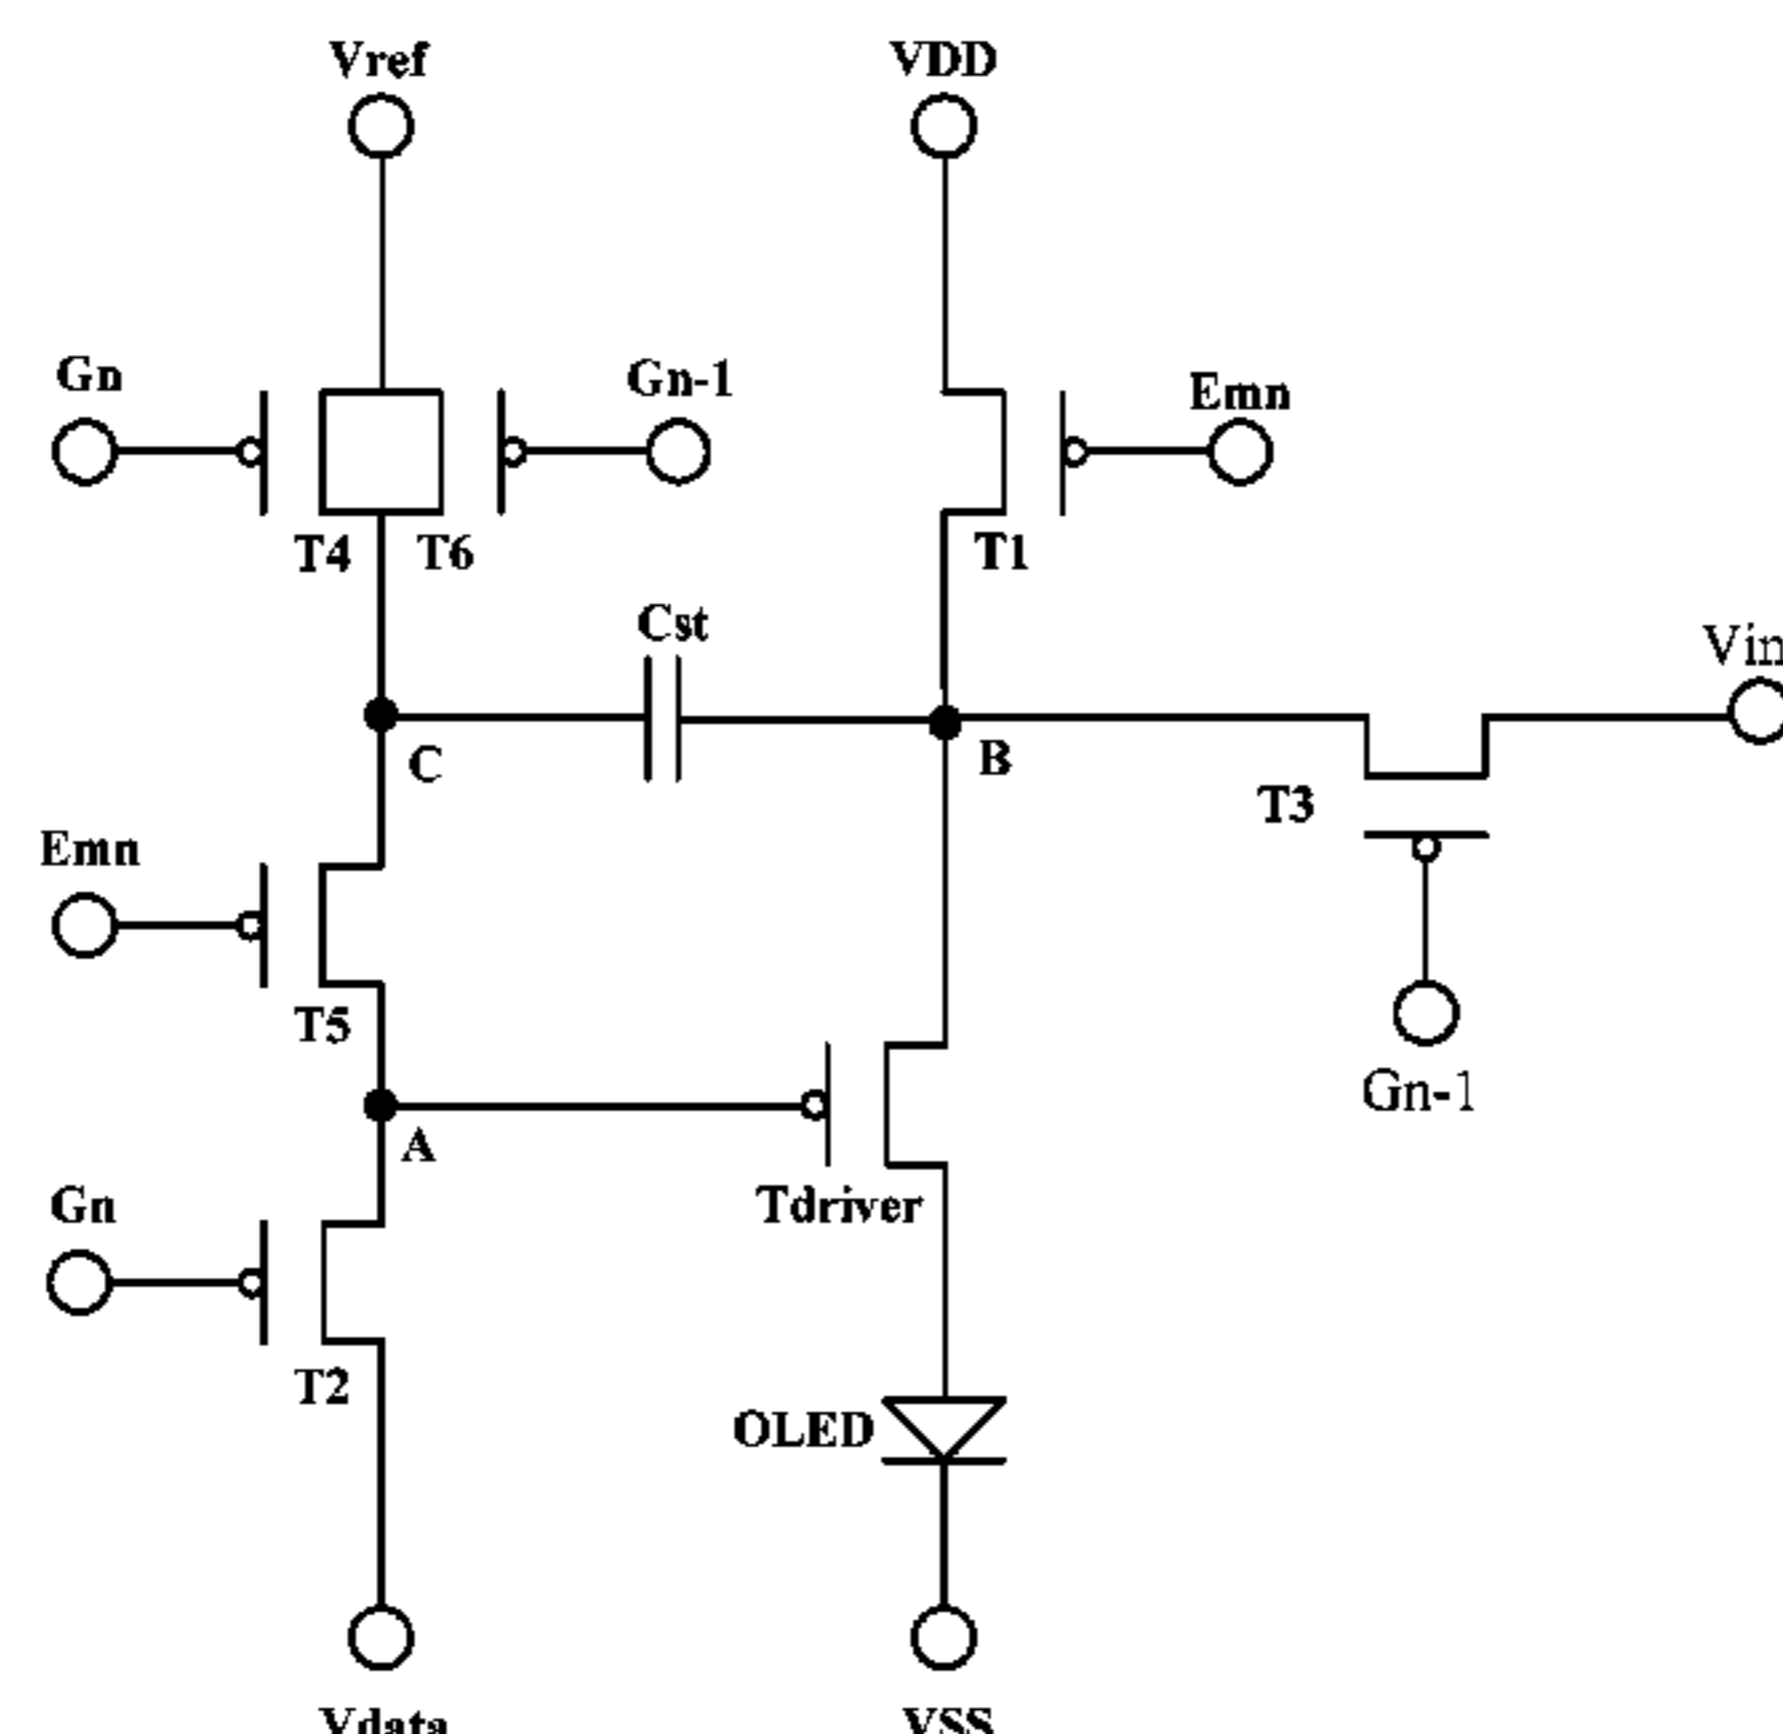 Vref
VDD
Gn
Gn-1
Emn
T4
T6
T1
Cst
Vin
C
B
T3
Emn
T5
Gn-1
A
Gn
Tdriver
T2
OLED
Vdata
VSS